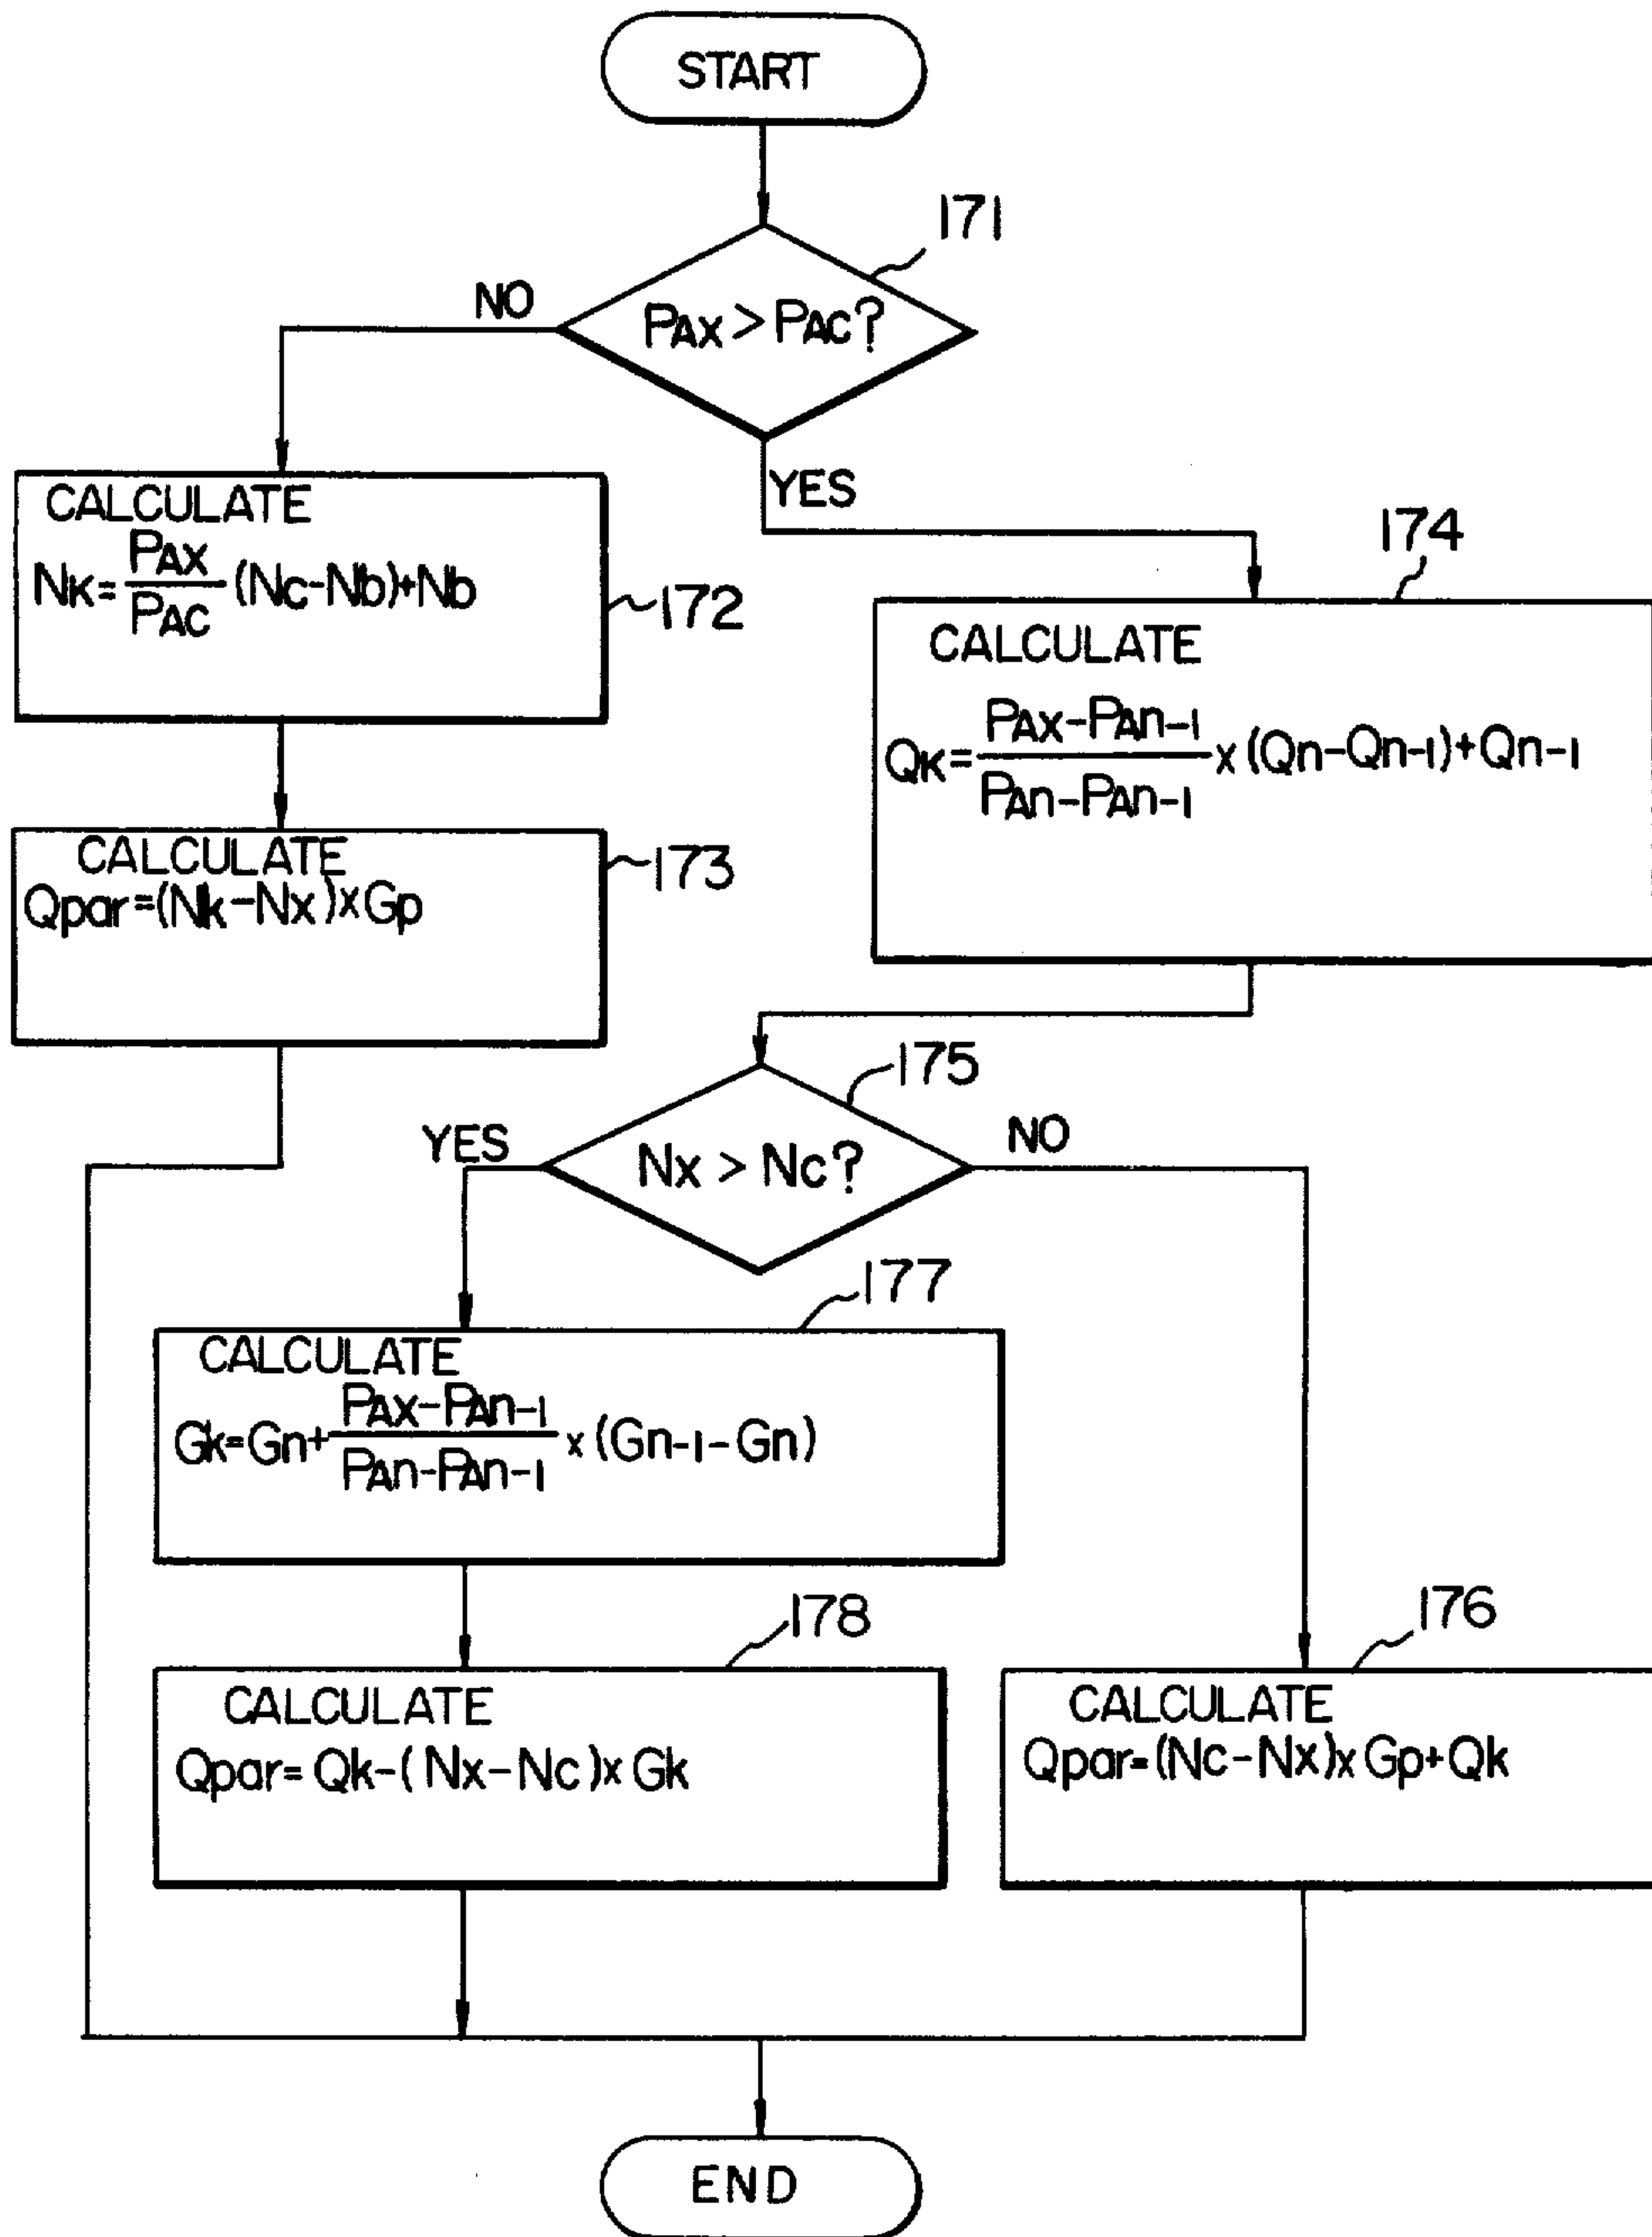 START
171
PAX > PAC?
NO
YES
CALCULATE
NK = PAX/PAC (NC-Nb)+Nb
172
174
CALCULATE
QK = (PAX-PAn-1)/(PAn-PAn-1) x (Qn-Qn-1)+Qn-1
CALCULATE
Qpar=(Nk-Nx)xGp
173
175
Nx > Nc?
YES
NO
177
CALCULATE
Gk=Gn+(PAX-PAn-1)/(PAn-PAn-1) x (Gn-1-Gn)
178
CALCULATE
Qpar= Qk-(Nx-Nc)x Gk
176
CALCULATE
Qpar=(Nc-Nx)x Gp+Qk
END